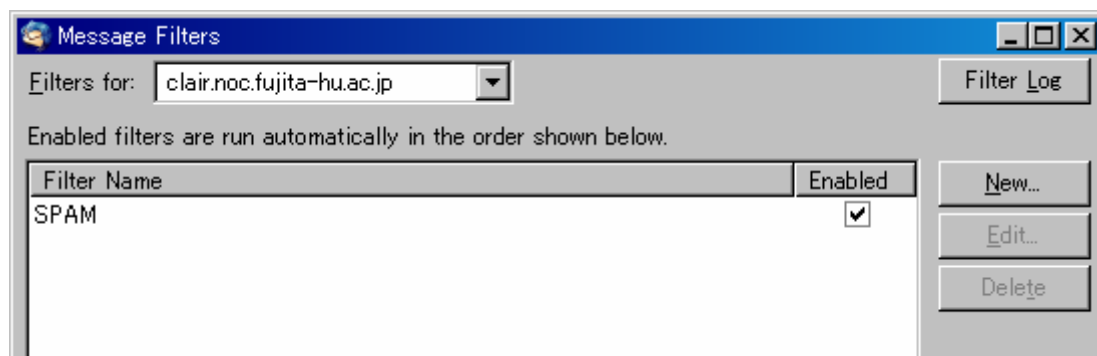 Message Filters
Filters for: clair.noc.fujita-hu.ac.jp Filter Log
Enabled filters are run automatically in the order shown below.
Filter Name Enabled New...
SPAM
Edit...
Delete